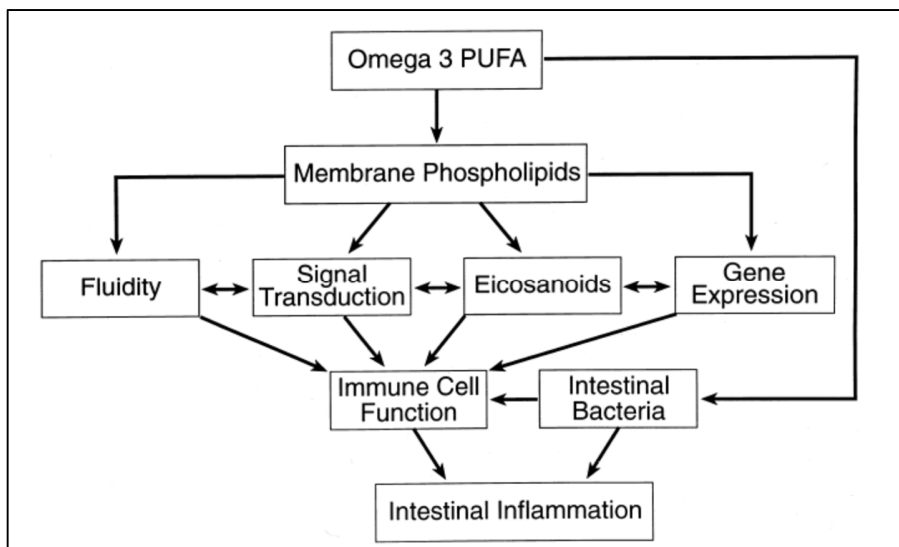 Omega 3 PUFA
Membrane Phospholipids
Fluidity
Signal
Transduction
Eicosanoids
Gene
Expression
Immune Cell
Function
Intestinal
Bacteria
Intestinal Inflammation